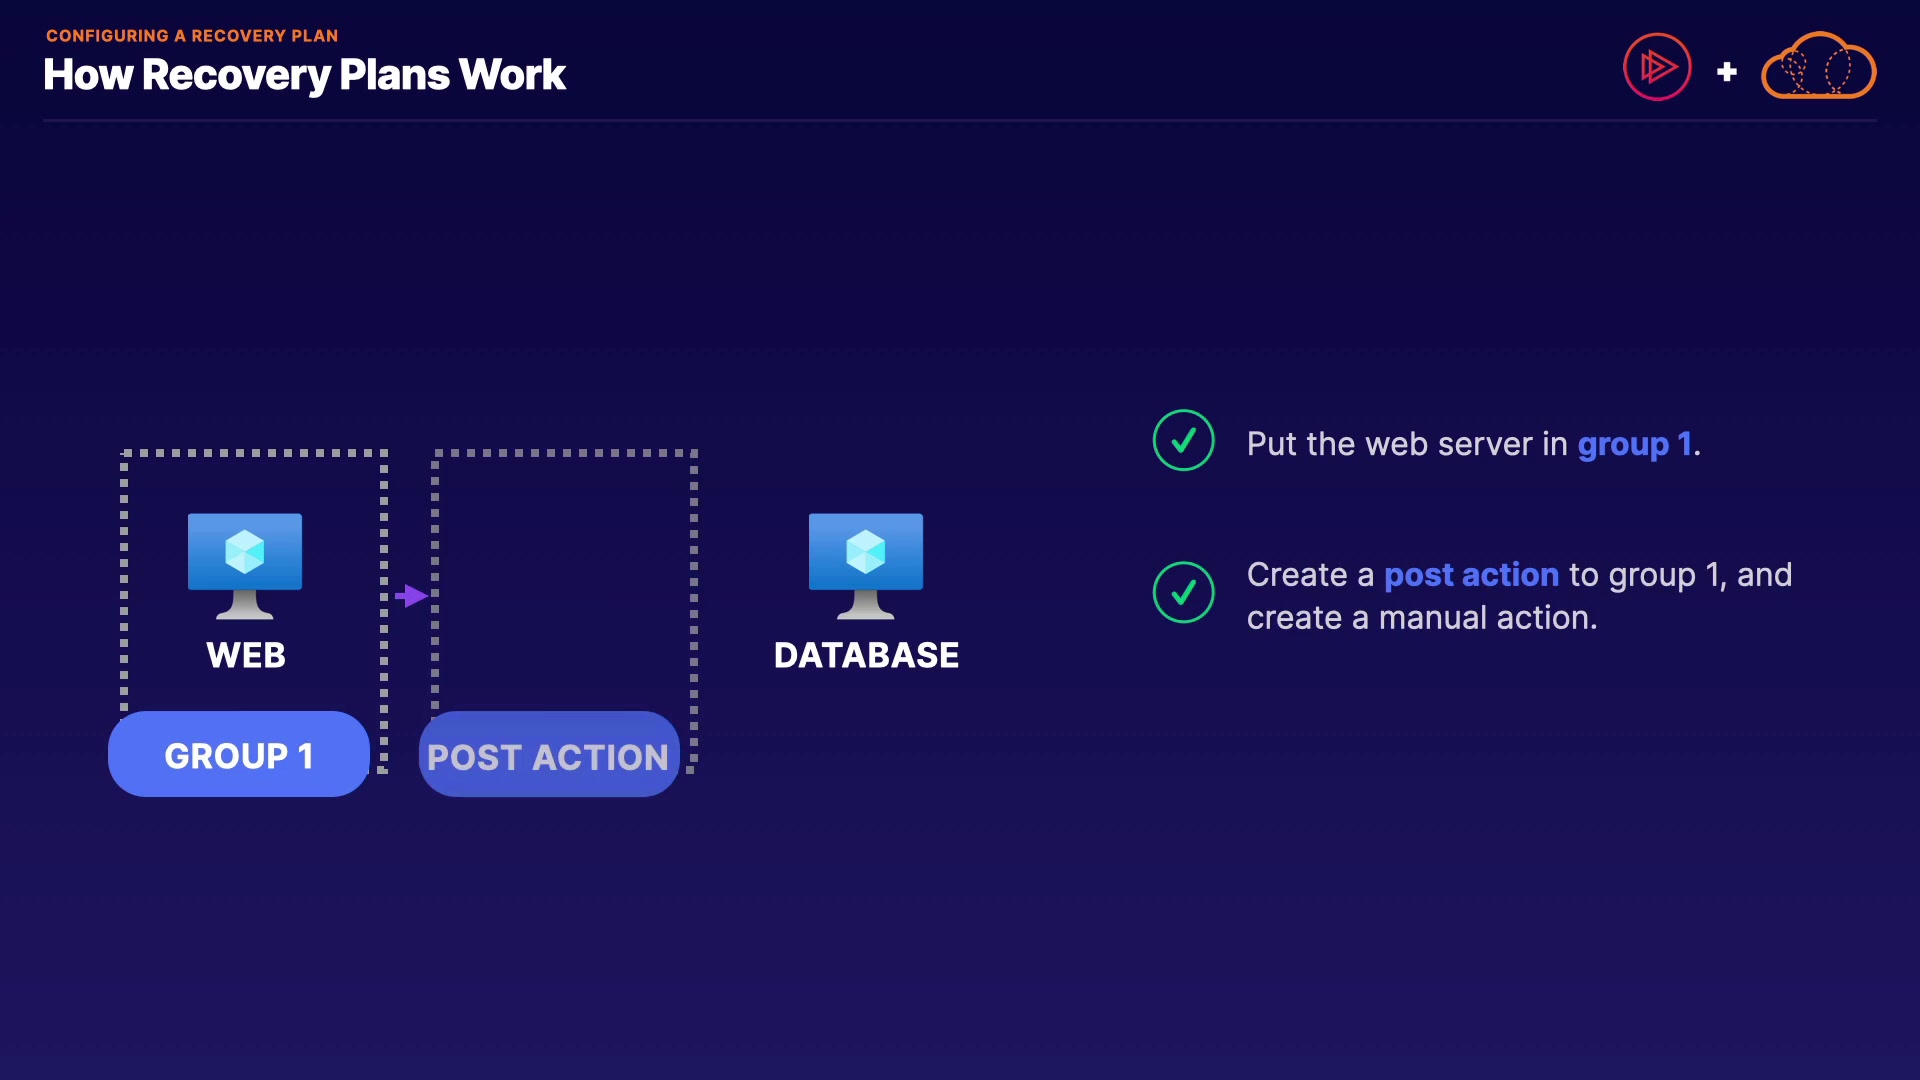 CONFIGURING A RECOVERY PLAN
How Recovery Plans Work
WEB
GROUP 1
POST ACTION
DATABASE
Put the web server in group 1.
Create a post action to group 1, and
create a manual action.